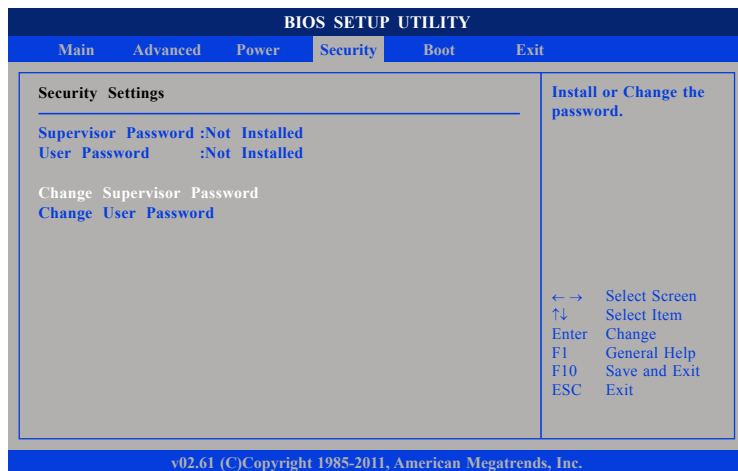 BIOS SETUP UTILITY
Main Advanced Power Security Boot Exit
Security Settings
Supervisor Password :Not Installed
User Password :Not Installed
Change Supervisor Password
Change User Password
Install or Change the
password.
←→ Select Screen
↑↓ Select Item
Enter Change
F1 General Help
F10 Save and Exit
ESC Exit
v02.61 (C)Copyright 1985-2011, American Megatrends, Inc.